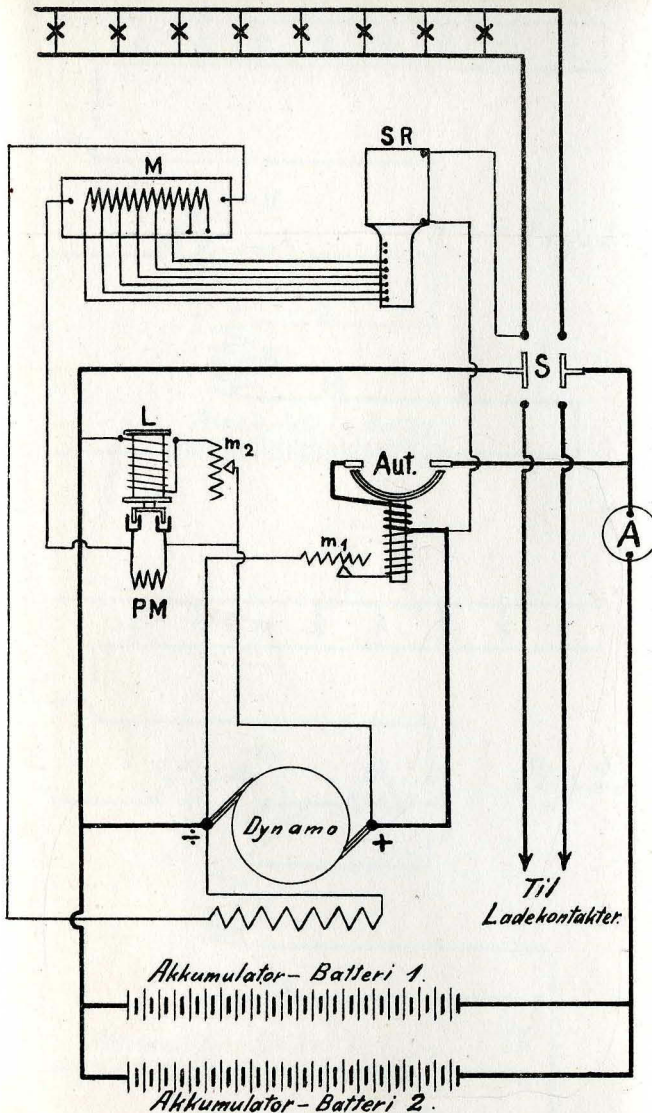 M
SR
S
L
m2
Aut.
m1
A
PM
÷
Dynamo
+
Til
Ladekontakter.
Akkumulator-Batteri 1.
Akkumulator-Batteri 2.